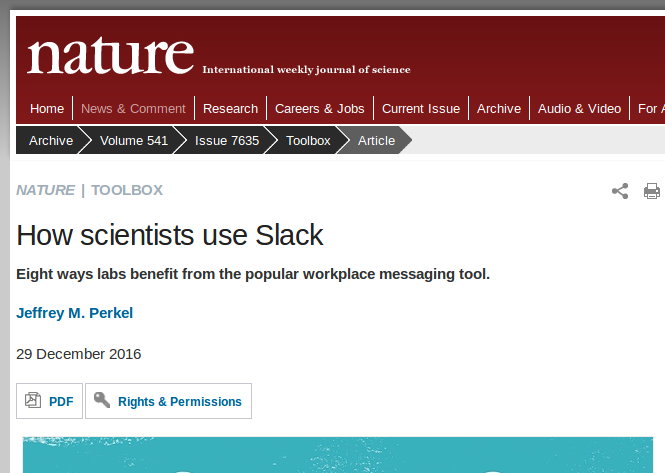 nature International weekly journal of science
Home News & Comment Research Careers & Jobs Current Issue Archive Audio & Video For A
Archive Volume 541 Issue 7635 Toolbox Article
NATURE | TOOLBOX
How scientists use Slack
Eight ways labs benefit from the popular workplace messaging tool.
Jeffrey M. Perkel
29 December 2016
PDF Rights & Permissions